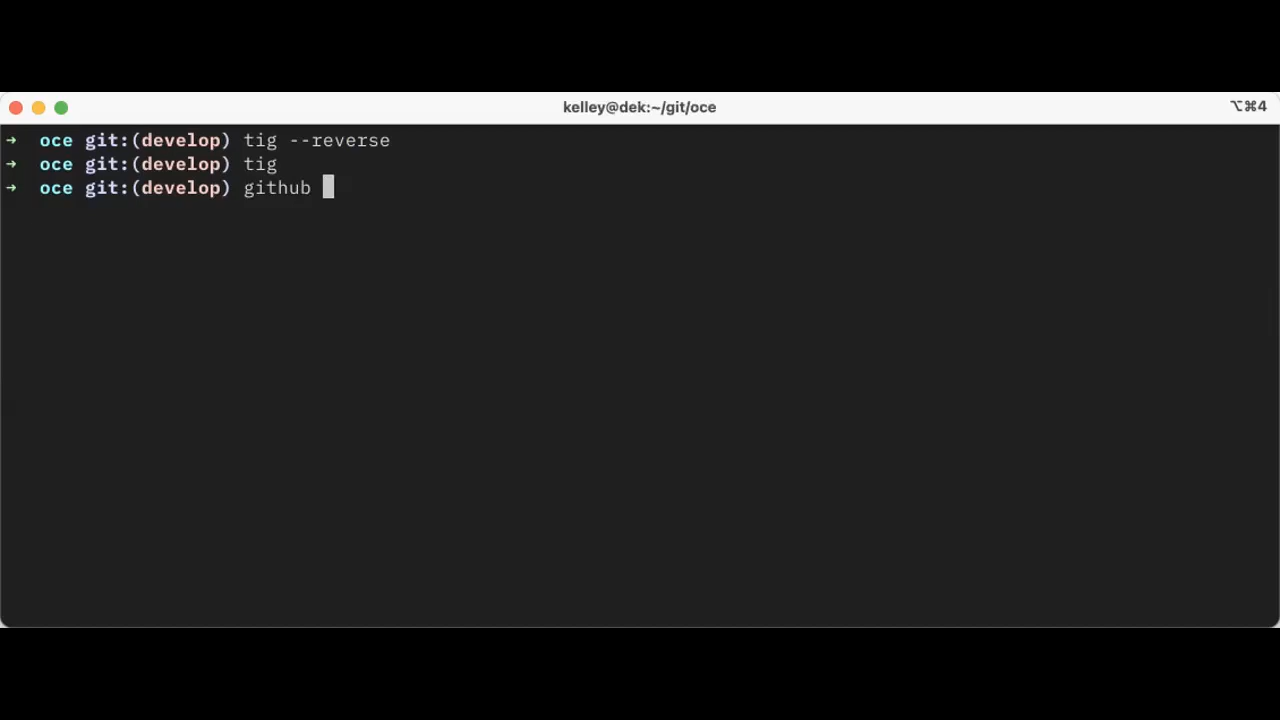 kelley@dek:~/git/oce
⌥⌘4
➜ oce git:(develop) tig --reverse
➜ oce git:(develop) tig
➜ oce git:(develop) github